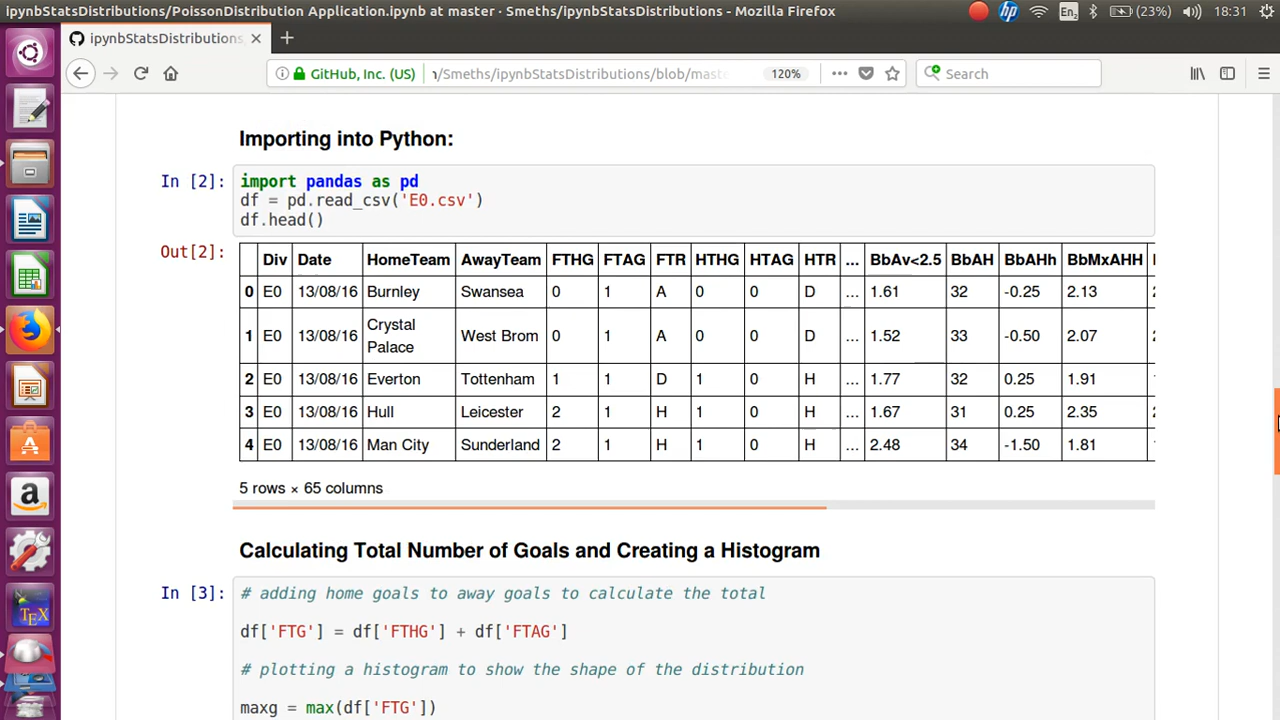 ipynbStatsDistributions/PoissonDistribution Application.ipynb at master · Smeths/ipynbStatsDistributions - Mozilla Firefox
En₂ (23%) 18:31
ipynbStatsDistributions
GitHub, Inc. (US) Smeths/ipynbStatsDistributions/blob/maste 120% Search
Importing into Python:
In [2]: import pandas as pd
df = pd.read_csv('E0.csv')
df.head()
Out[2]:
Div Date HomeTeam AwayTeam FTHG FTAG FTR HTHG HTAG HTR ... BbAv<2.5 BbAH BbAHh BbMxAHH
0 E0 13/08/16 Burnley Swansea 0 1 A 0 0 D ... 1.61 32 -0.25 2.13
1 E0 13/08/16 Crystal Palace West Brom 0 1 A 0 0 D ... 1.52 33 -0.50 2.07
2 E0 13/08/16 Everton Tottenham 1 1 D 1 0 H ... 1.77 32 0.25 1.91
3 E0 13/08/16 Hull Leicester 2 1 H 1 0 H ... 1.67 31 0.25 2.35
4 E0 13/08/16 Man City Sunderland 2 1 H 1 0 H ... 2.48 34 -1.50 1.81
5 rows × 65 columns
Calculating Total Number of Goals and Creating a Histogram
In [3]: # adding home goals to away goals to calculate the total
df['FTG'] = df['FTHG'] + df['FTAG']
# plotting a histogram to show the shape of the distribution
maxg = max(df['FTG'])